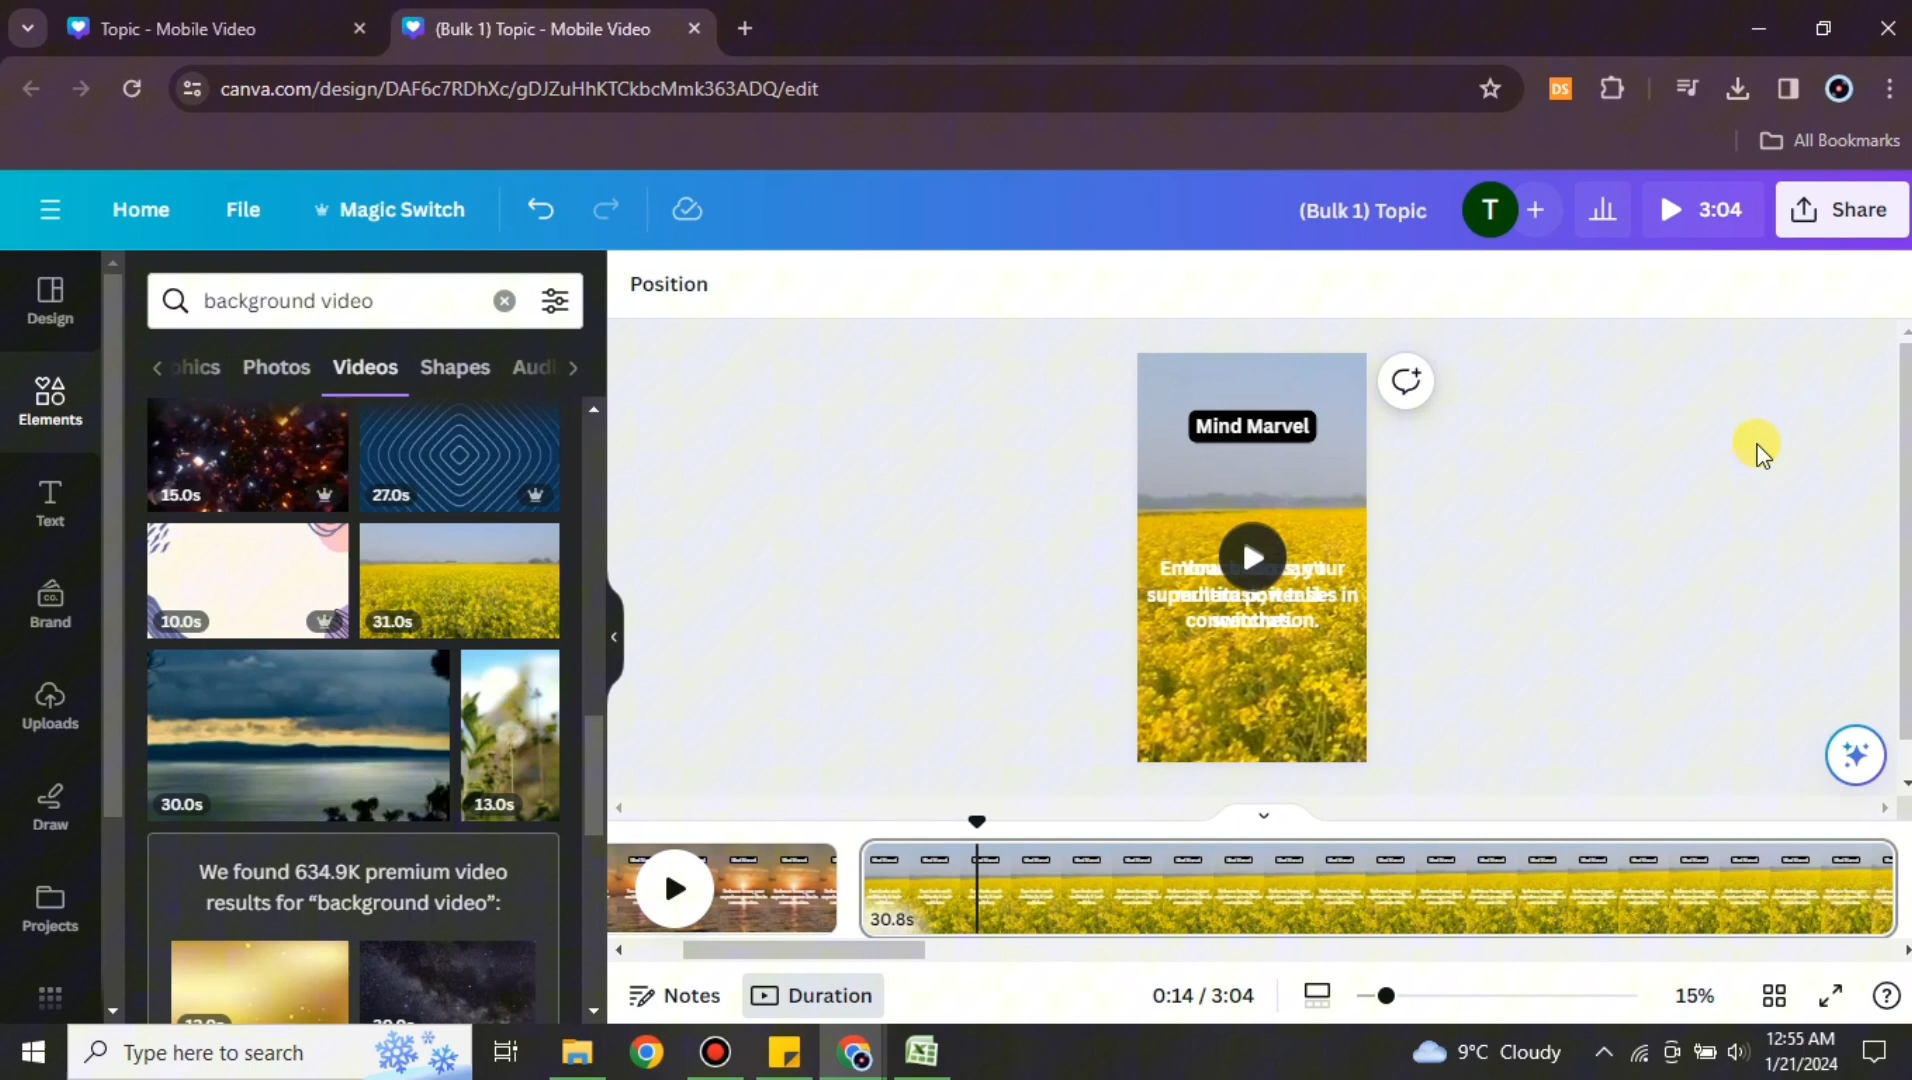 Topic - Mobile Video
(Bulk 1) Topic - Mobile Video
canva.com/design/DAF6c7RDhXc/gDJZuHhKTCkbcMmk363ADQ/edit
DS
All Bookmarks
Home
File
Magic Switch
(Bulk 1) Topic
T
3:04
Share
Design
Elements
Text
CO.
Brand
Uploads
Draw
Projects
background video
Photos
Videos
Shapes
15.0s
27.0s
10.0s
31.0s
30.0s
13.0s
We found 634.9K premium video
results for “background video”:
Position
Mind Marvel
30.8s
Notes
Duration
0:14 / 3:04
15%
Type here to search
9°C Cloudy
12:55 AM
1/21/2024